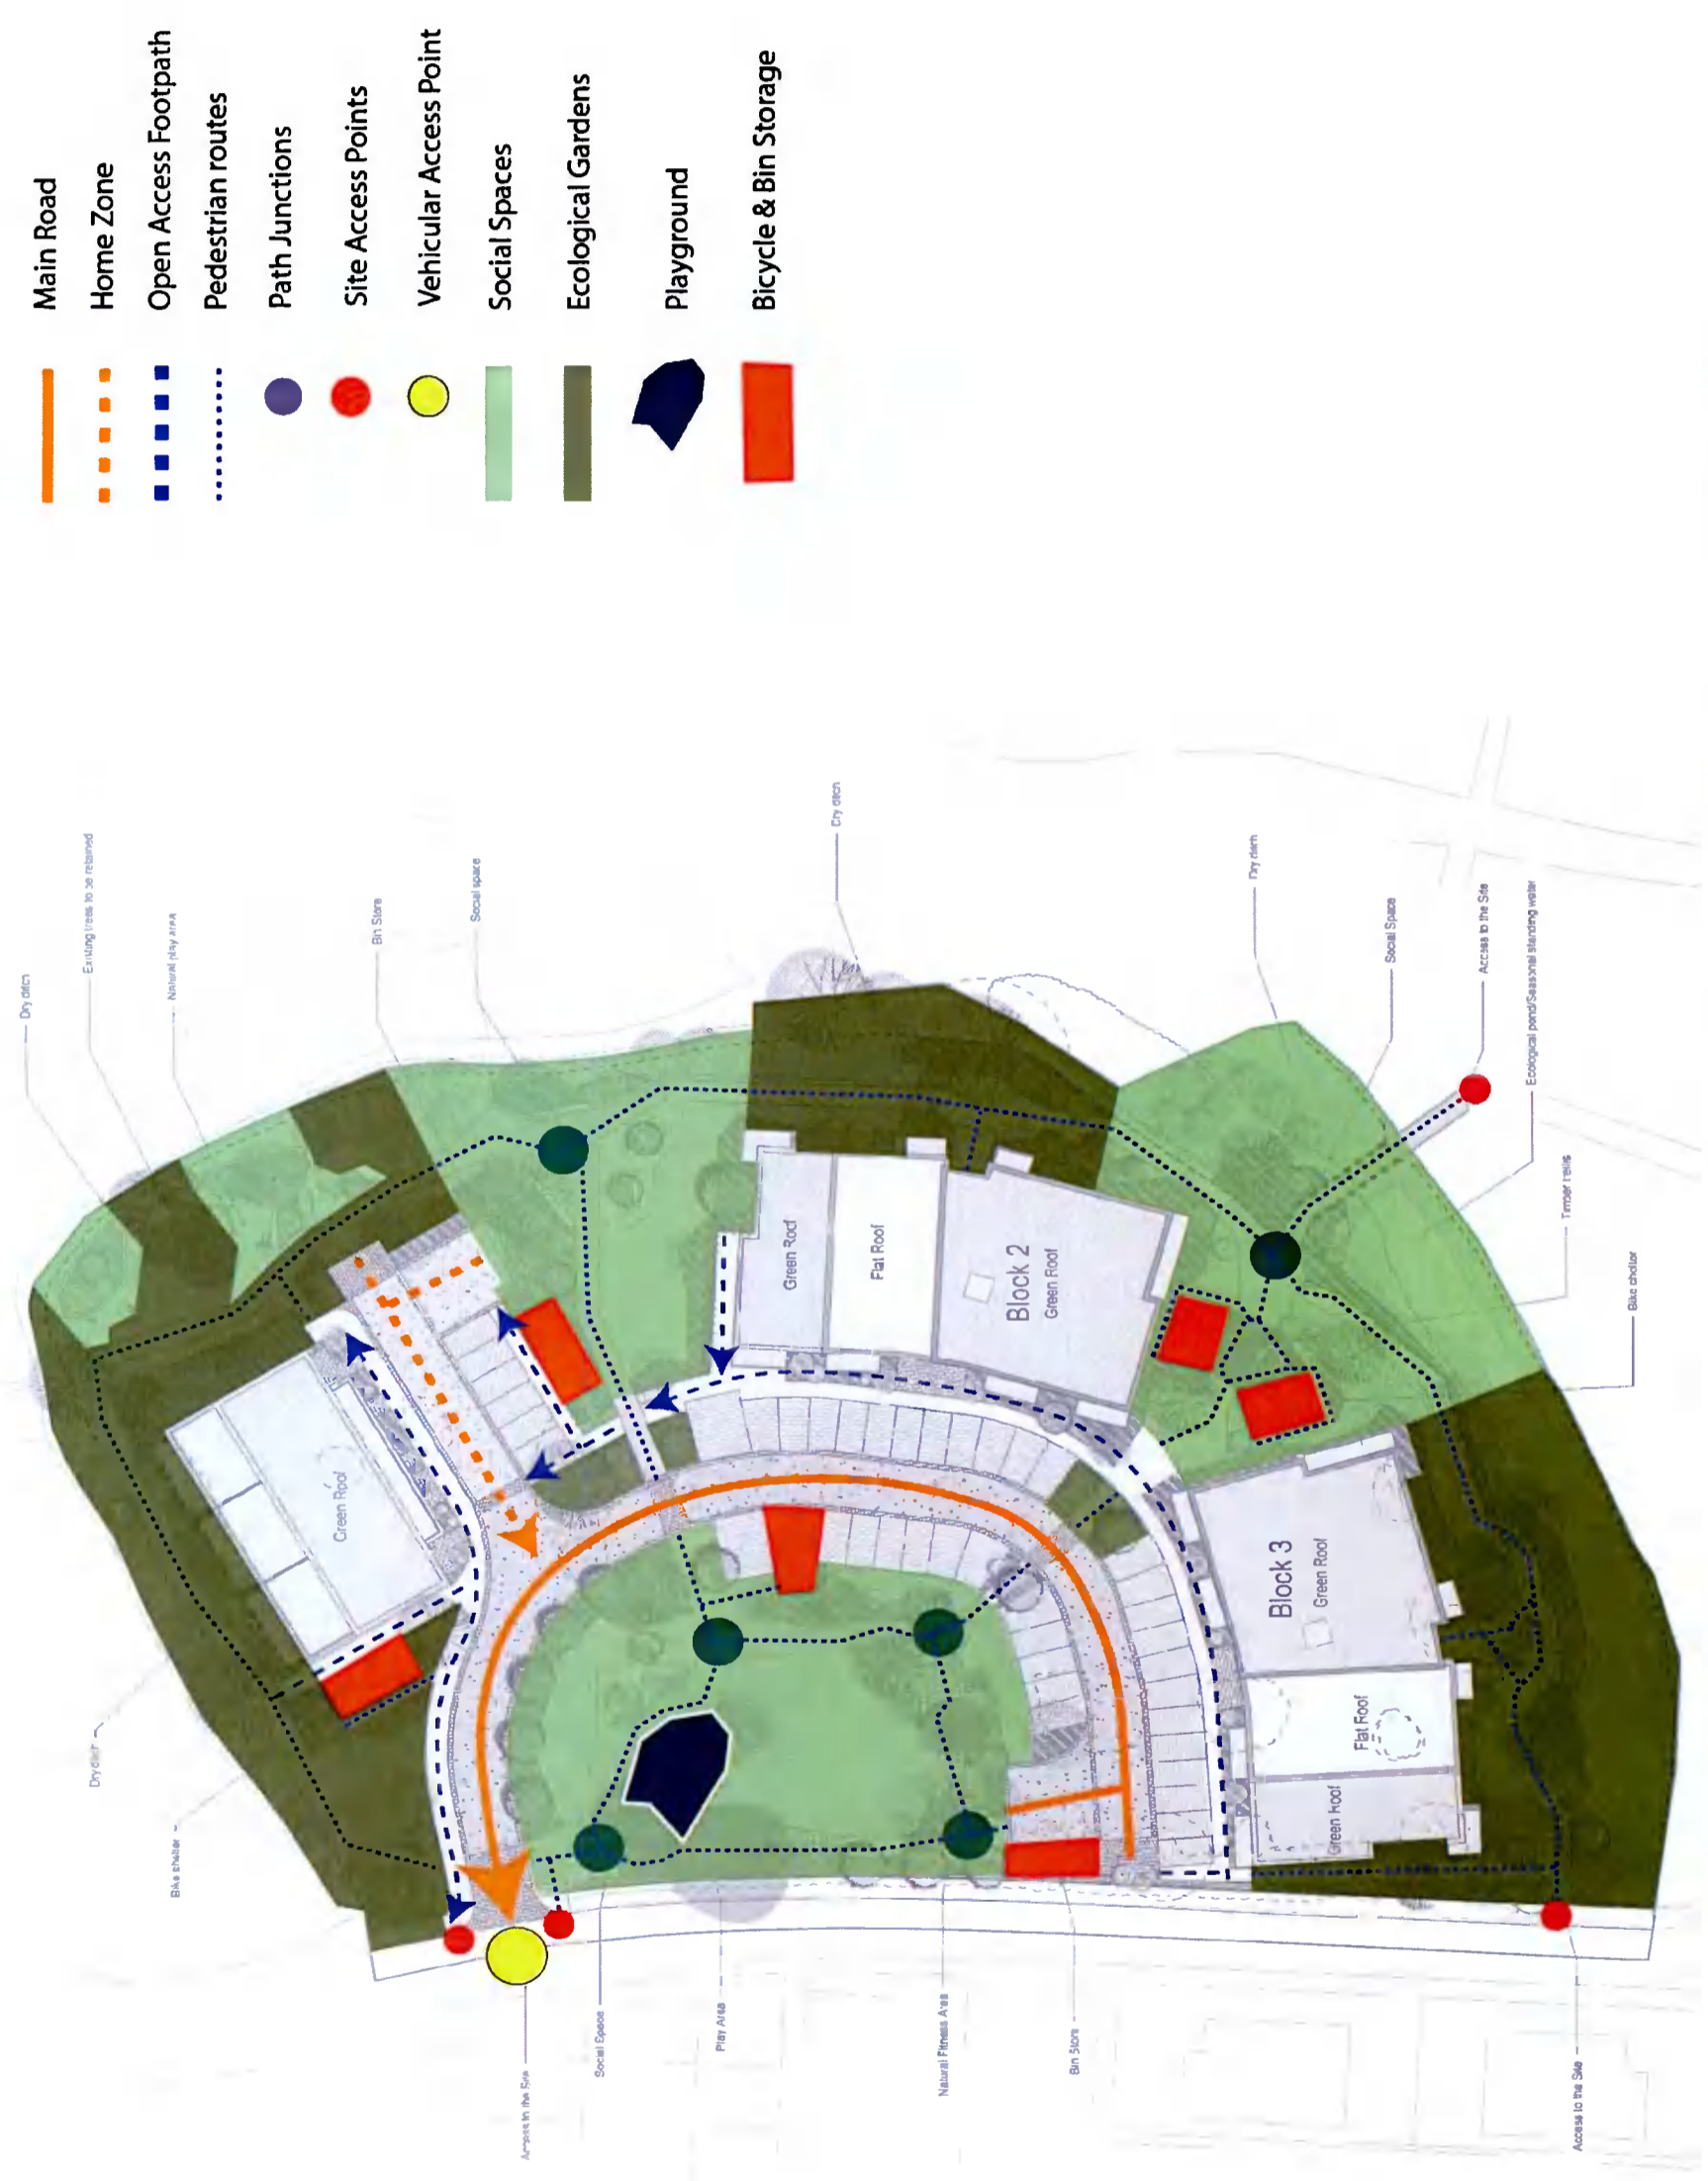 Main Road
Home Zone
Open Access Footpath
Pedestrian routes
Path Junctions
Site Access Points
Vehicular Access Point
Social Spaces
Ecological Gardens
Playground
Bicycle & Bin Storage
Dry ditch
Existing trees to be retained
Natural play area
Bin Store
Social space
Dry ditch
Dry ditch
Social Space
Access to the Site
Ecological pond/Seasonal standing water
Timber trellis
Bike shelter
Green Roof
Green Roof
Flat Roof
Block 2
Green Roof
Block 3
Green Roof
Flat Roof
Green Roof
Dry ditch
Bike shelter
Access to the Site
Social Space
Play Area
Natural Fitness Area
Bin Store
Access to the Site